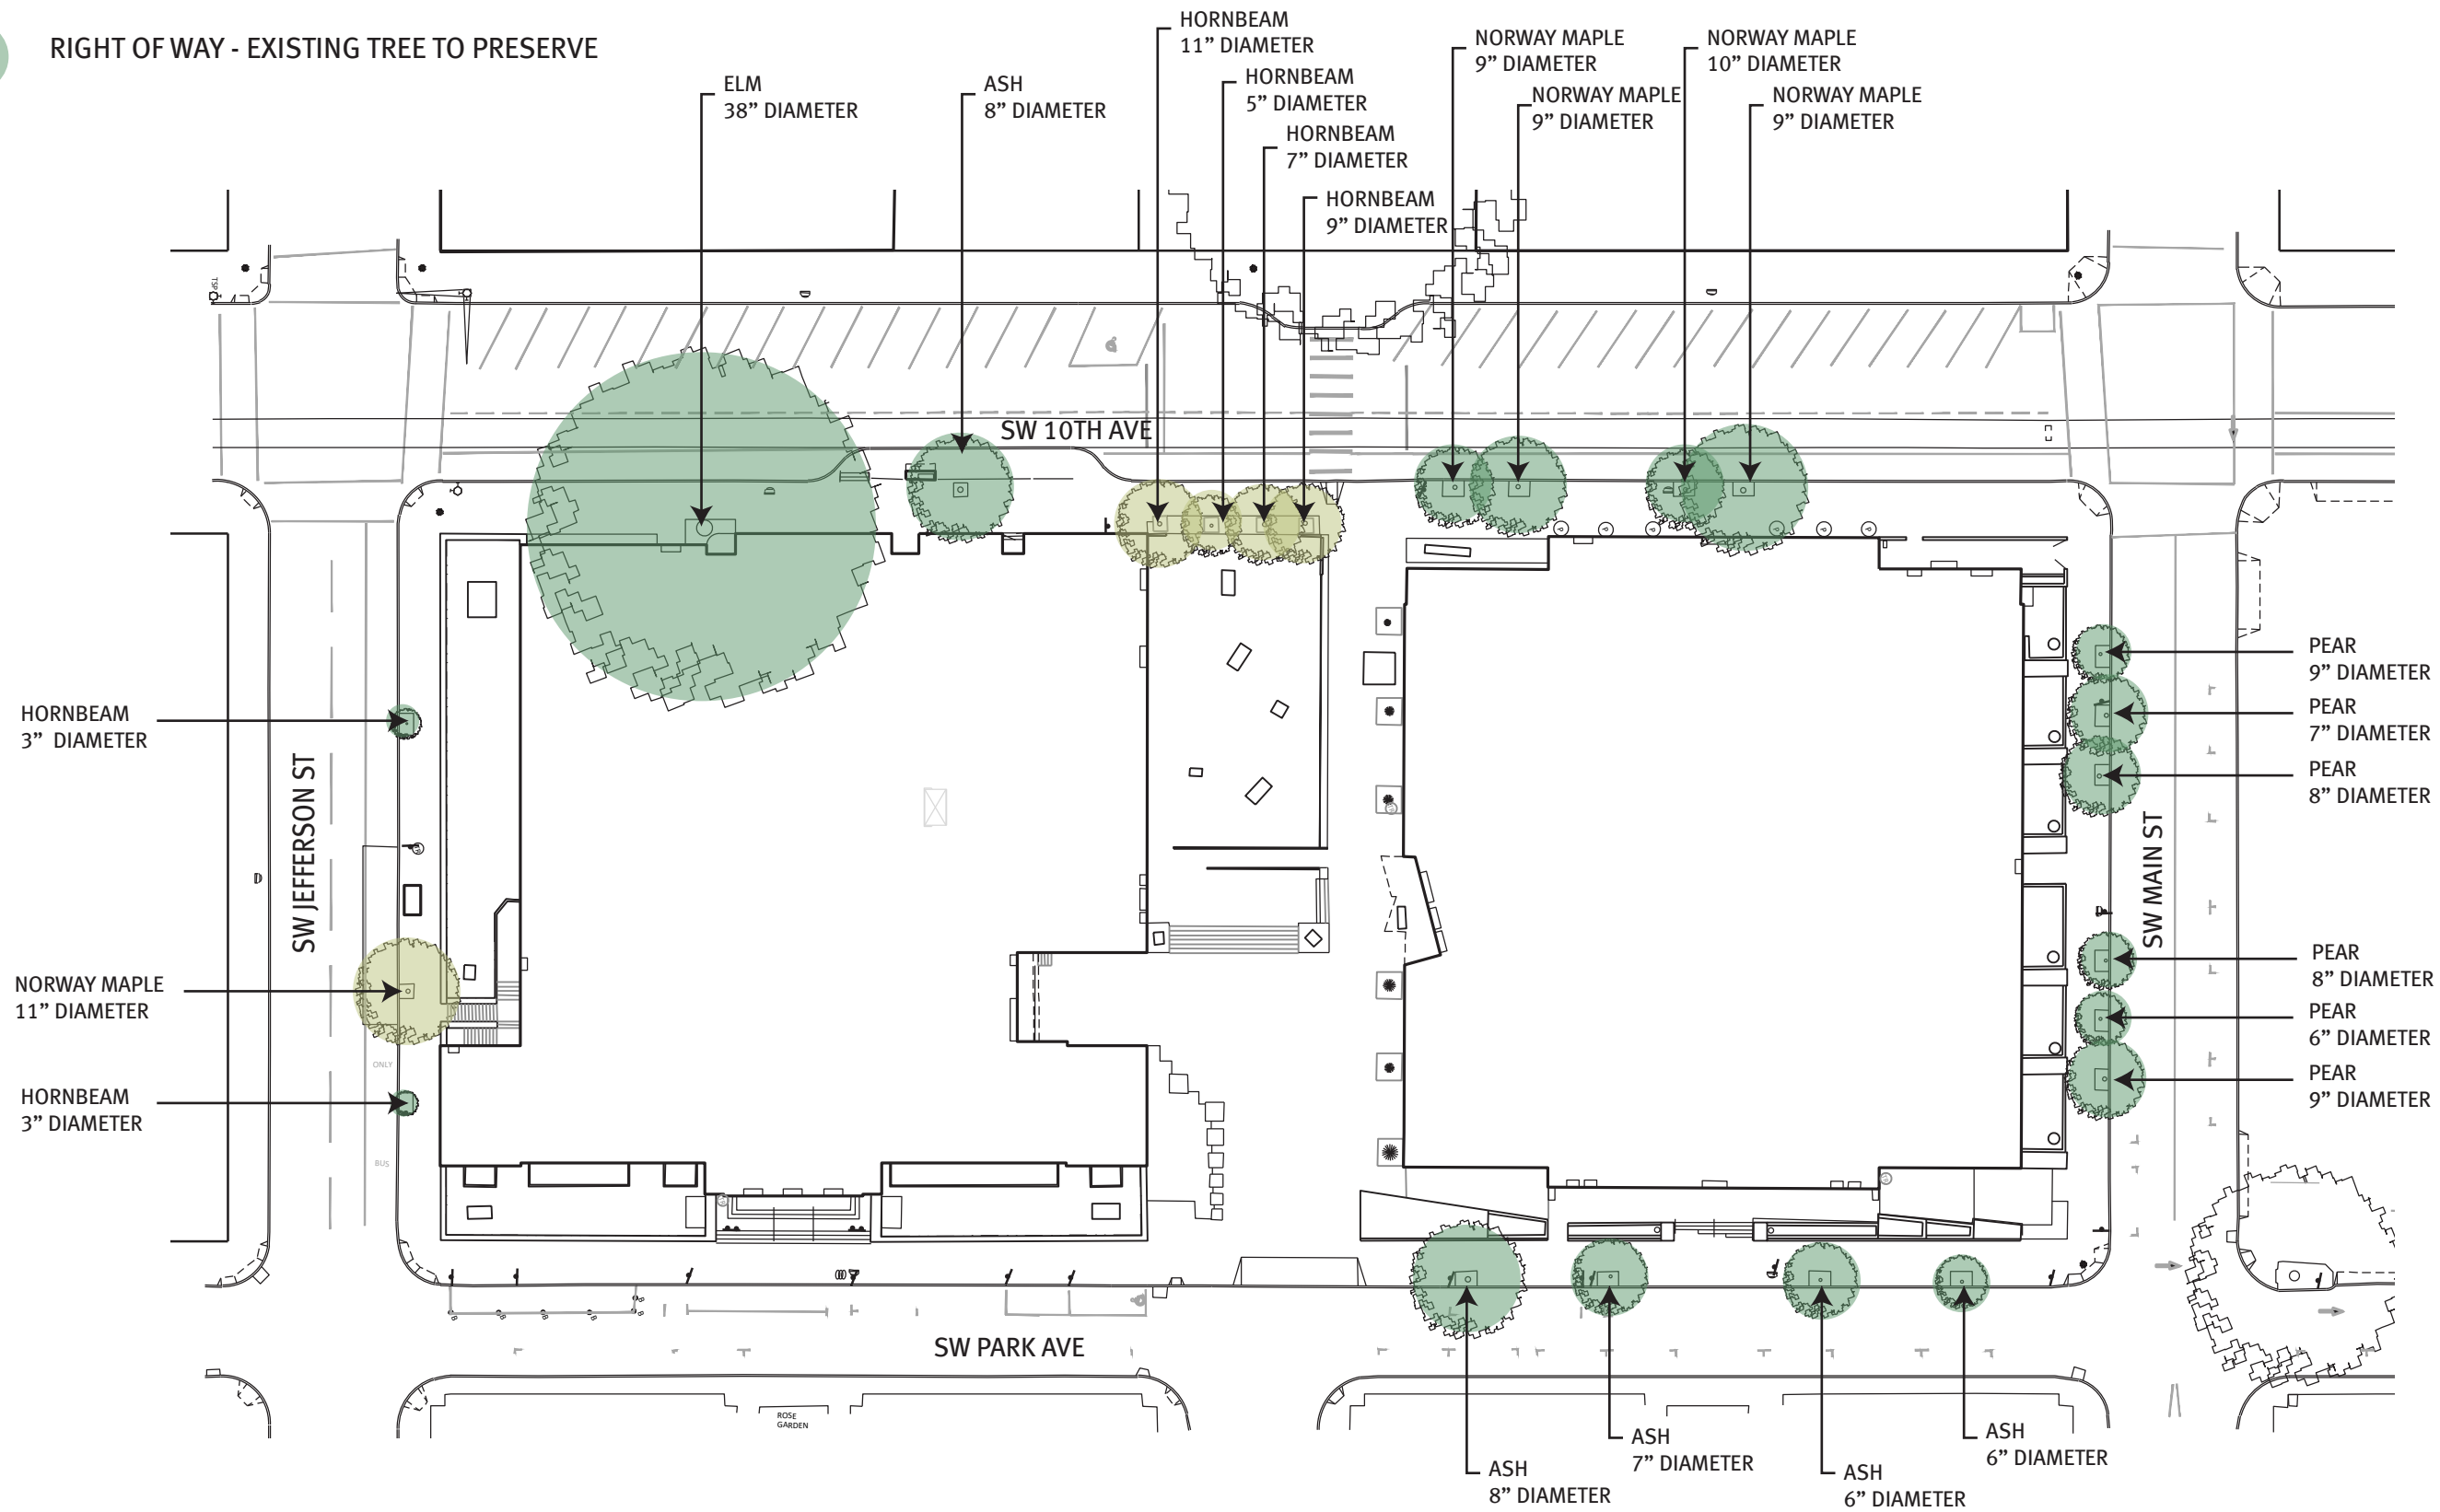 RIGHT OF WAY - EXISTING TREE TO PRESERVE
HORNBEAM
11” DIAMETER
NORWAY MAPLE
9” DIAMETER
NORWAY MAPLE
10” DIAMETER
ELM
38” DIAMETER
ASH
8” DIAMETER
HORNBEAM
5” DIAMETER
NORWAY MAPLE
9” DIAMETER
NORWAY MAPLE
9” DIAMETER
HORNBEAM
7” DIAMETER
HORNBEAM
9” DIAMETER
TSP
SW 10TH AVE
PEAR
9” DIAMETER
HORNBEAM
3” DIAMETER
PEAR
7” DIAMETER
PEAR
8” DIAMETER
SW JEFFERSON ST
SW MAIN ST
NORWAY MAPLE
11” DIAMETER
PEAR
8” DIAMETER
PEAR
6” DIAMETER
ONLY
HORNBEAM
3” DIAMETER
PEAR
9” DIAMETER
BUS
SW PARK AVE
ROSE
GARDEN
ASH
8” DIAMETER
ASH
7” DIAMETER
ASH
6” DIAMETER
ASH
6” DIAMETER